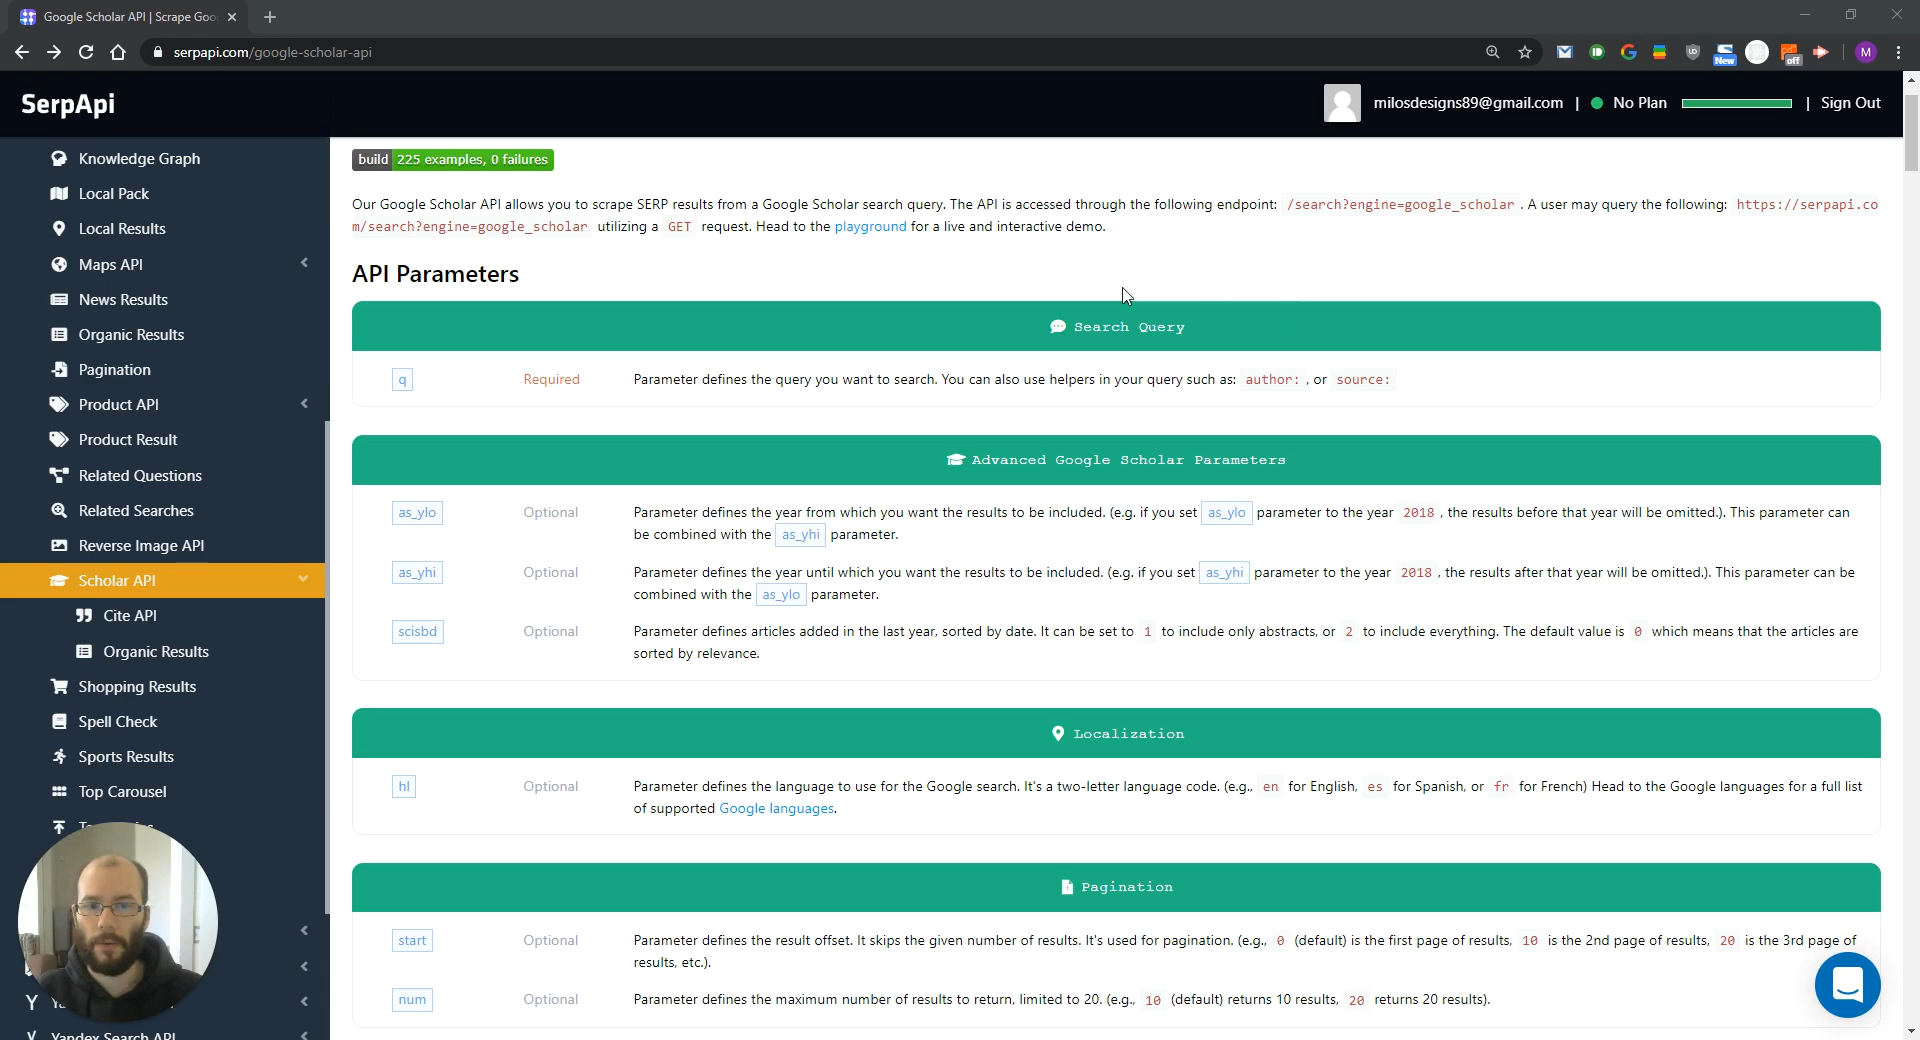 Google Scholar API | Scrape Goo
serpapi.com/google-scholar-api
New
off
M
SerpApi
milosdesigns89@gmail.com | No Plan | Sign Out
Knowledge Graph
Local Pack
Local Results
Maps API
News Results
Organic Results
Pagination
Product API
Product Result
Related Questions
Related Searches
Reverse Image API
Scholar API
Cite API
Organic Results
Shopping Results
Spell Check
Sports Results
Top Carousel
Yandex Search API
build 225 examples, 0 failures
Our Google Scholar API allows you to scrape SERP results from a Google Scholar search query. The API is accessed through the following endpoint: /search?engine=google_scholar . A user may query the following: https://serpapi.co
m/search?engine=google_scholar utilizing a GET request. Head to the playground for a live and interactive demo.
API Parameters
Search Query
q Required Parameter defines the query you want to search. You can also use helpers in your query such as: author: , or source:
Advanced Google Scholar Parameters
as_ylo Optional Parameter defines the year from which you want the results to be included. (e.g. if you set as_ylo parameter to the year 2018 , the results before that year will be omitted.). This parameter can
be combined with the as_yhi parameter.
as_yhi Optional Parameter defines the year until which you want the results to be included. (e.g. if you set as_yhi parameter to the year 2018 , the results after that year will be omitted.). This parameter can be
combined with the as_ylo parameter.
scisbd Optional Parameter defines articles added in the last year, sorted by date. It can be set to 1 to include only abstracts, or 2 to include everything. The default value is 0 which means that the articles are
sorted by relevance.
Localization
hl Optional Parameter defines the language to use for the Google search. It's a two-letter language code. (e.g., en for English, es for Spanish, or fr for French) Head to the Google languages for a full list
of supported Google languages.
Pagination
start Optional Parameter defines the result offset. It skips the given number of results. It's used for pagination. (e.g., 0 (default) is the first page of results, 10 is the 2nd page of results, 20 is the 3rd page of
results, etc.).
num Optional Parameter defines the maximum number of results to return, limited to 20. (e.g., 10 (default) returns 10 results, 20 returns 20 results).